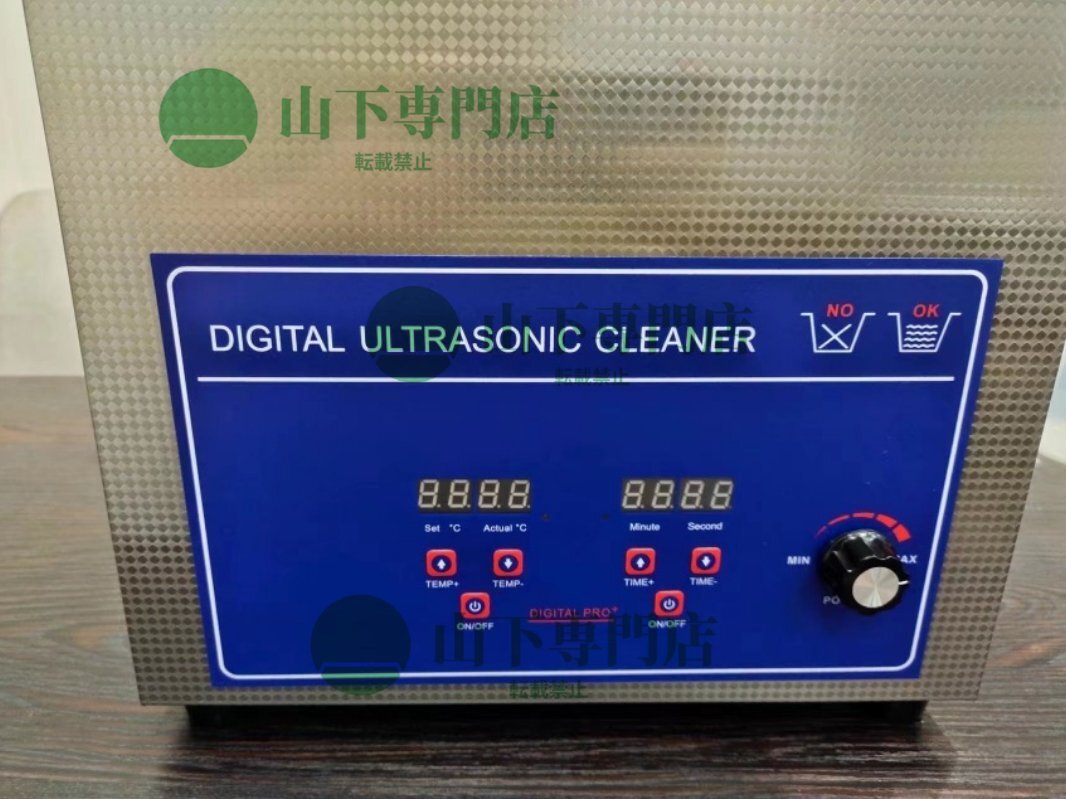 山下専門店
転載禁止
NO OK
DIGITAL ULTRASONIC CLEANER
山下専門店
転載禁止
Set °C Actual °C Minute Second
TEMP+ TEMP- TIME+ TIME-
MIN
ON/OFF DIGITAL PRO+ ON/OFF
山下専門店
転載禁止